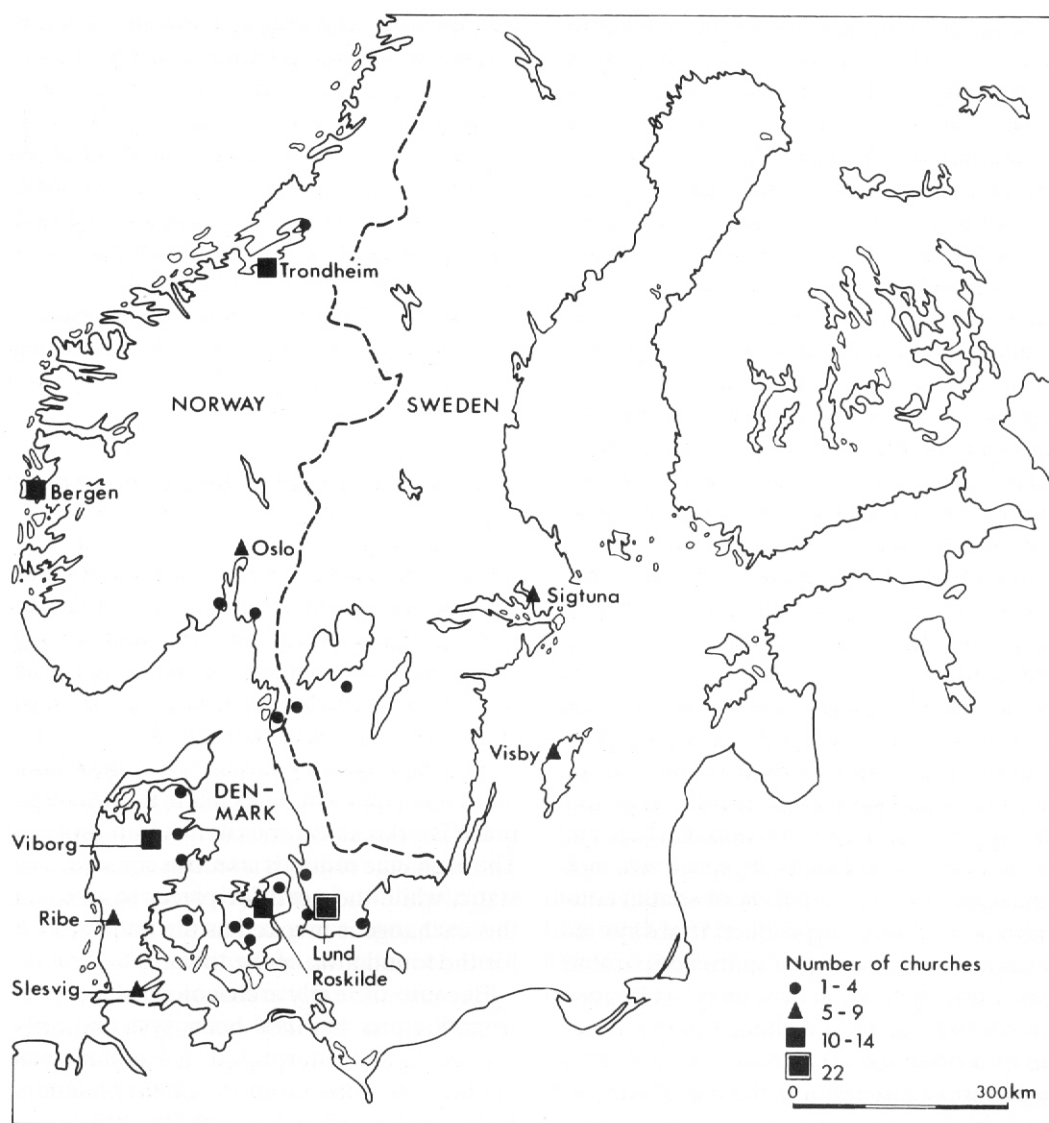 Trondheim
NORWAY
SWEDEN
Bergen
Oslo
Sigtuna
Visby
DEN-
MARK
Viborg
Ribe
Slesvig
Lund
Roskilde
Number of churches
1-4
5-9
10-14
22
0 300km